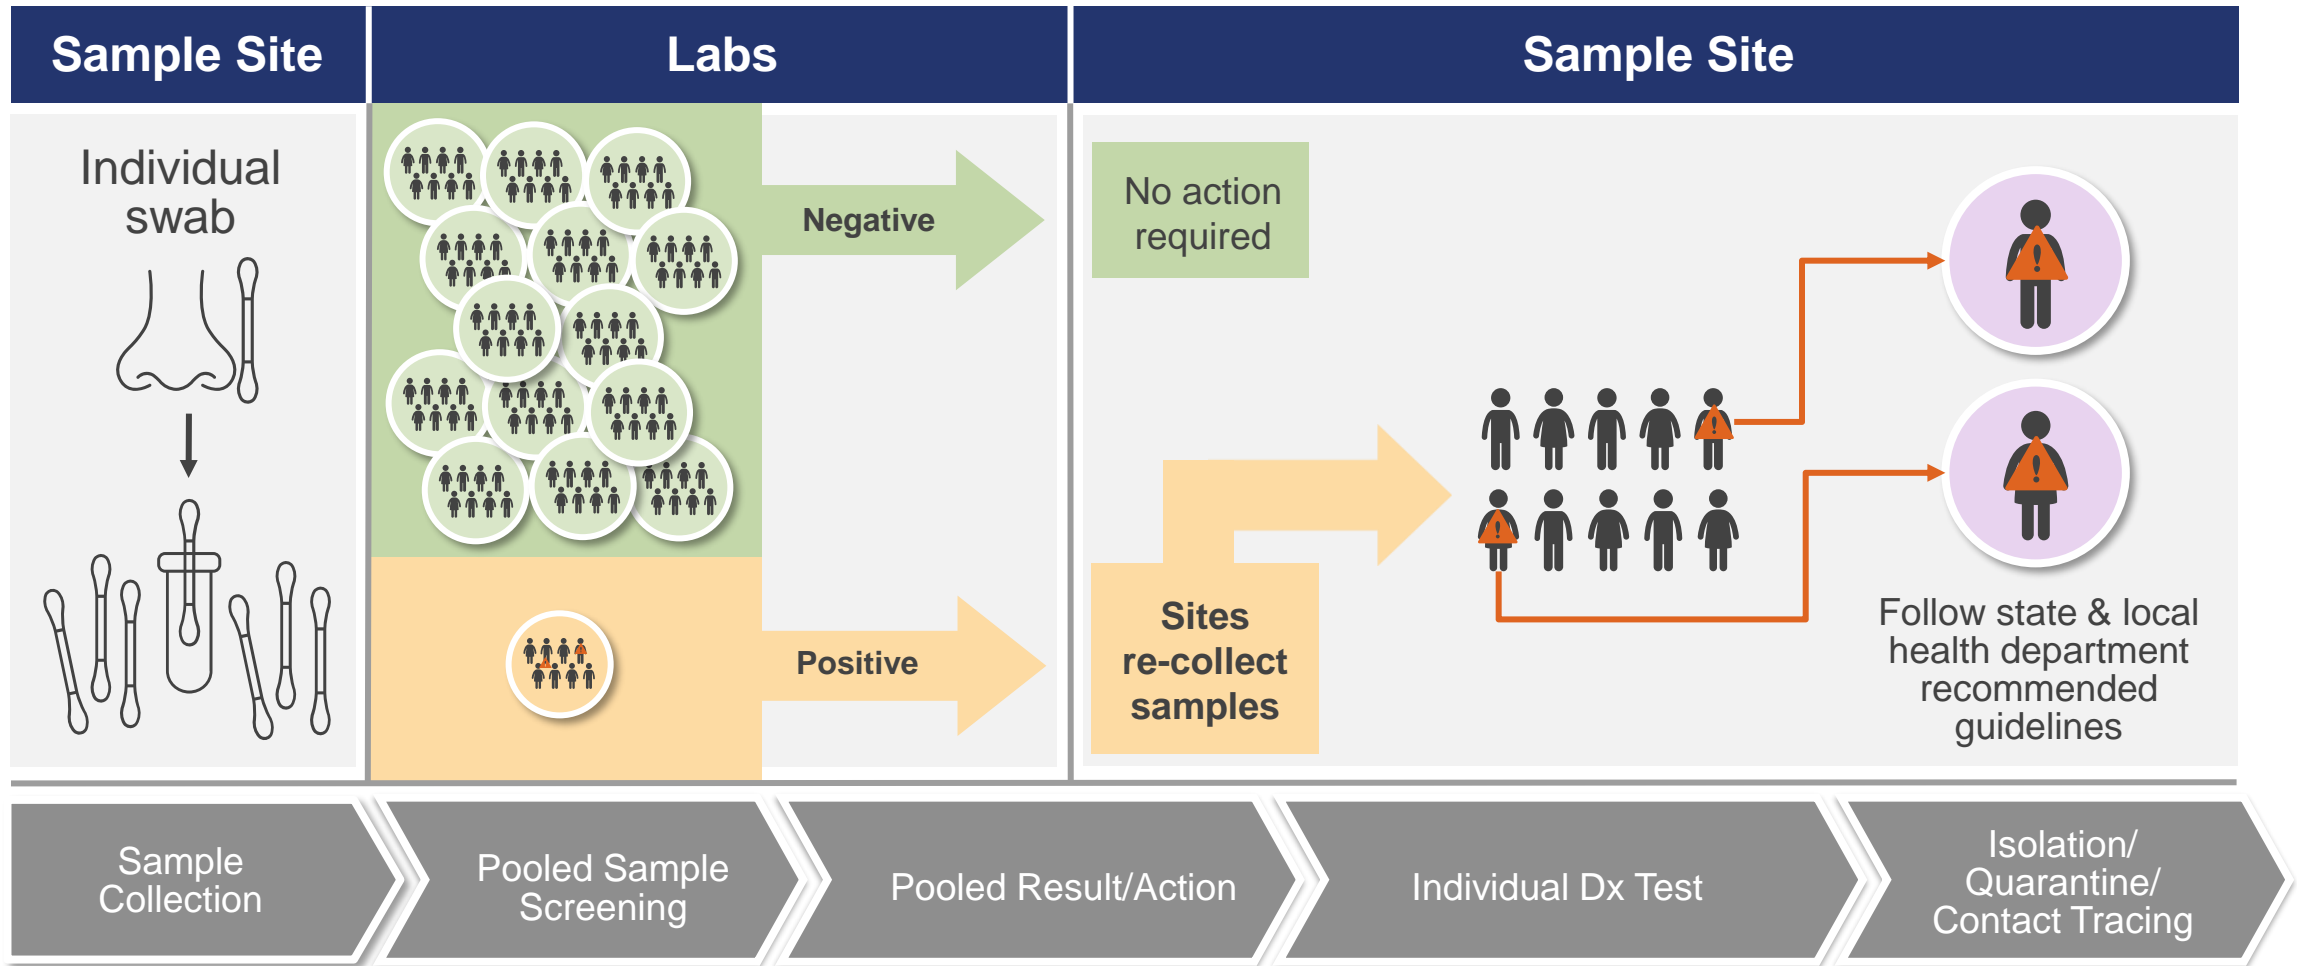 Sample Site
Labs
Sample Site
Individual
swab
Negative
Positive
No action
required
Sites
re-collect
samples
Follow state & local
health department
recommended
guidelines
Sample
Collection
Pooled Sample
Screening
Pooled Result/Action
Individual Dx Test
Isolation/
Quarantine/
Contact Tracing